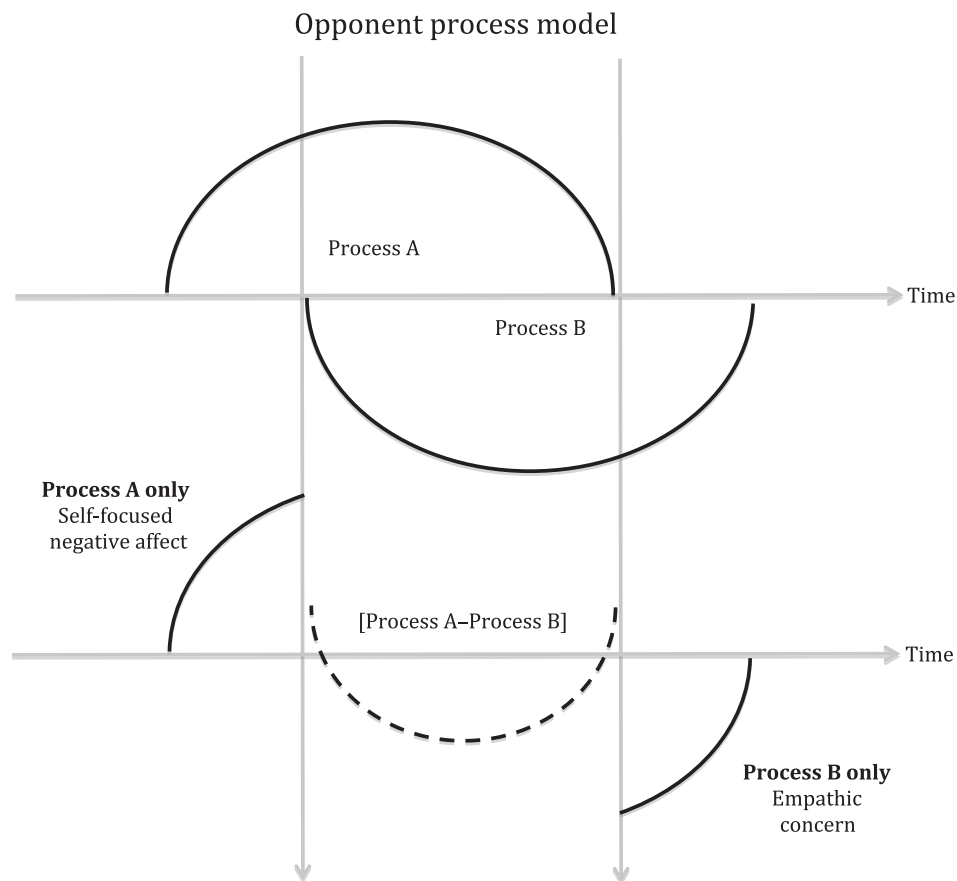 Opponent process model
Process A
Time
Process B
Process A only
Self-focused
negative affect
[Process A–Process B]
Time
Process B only
Empathic
concern